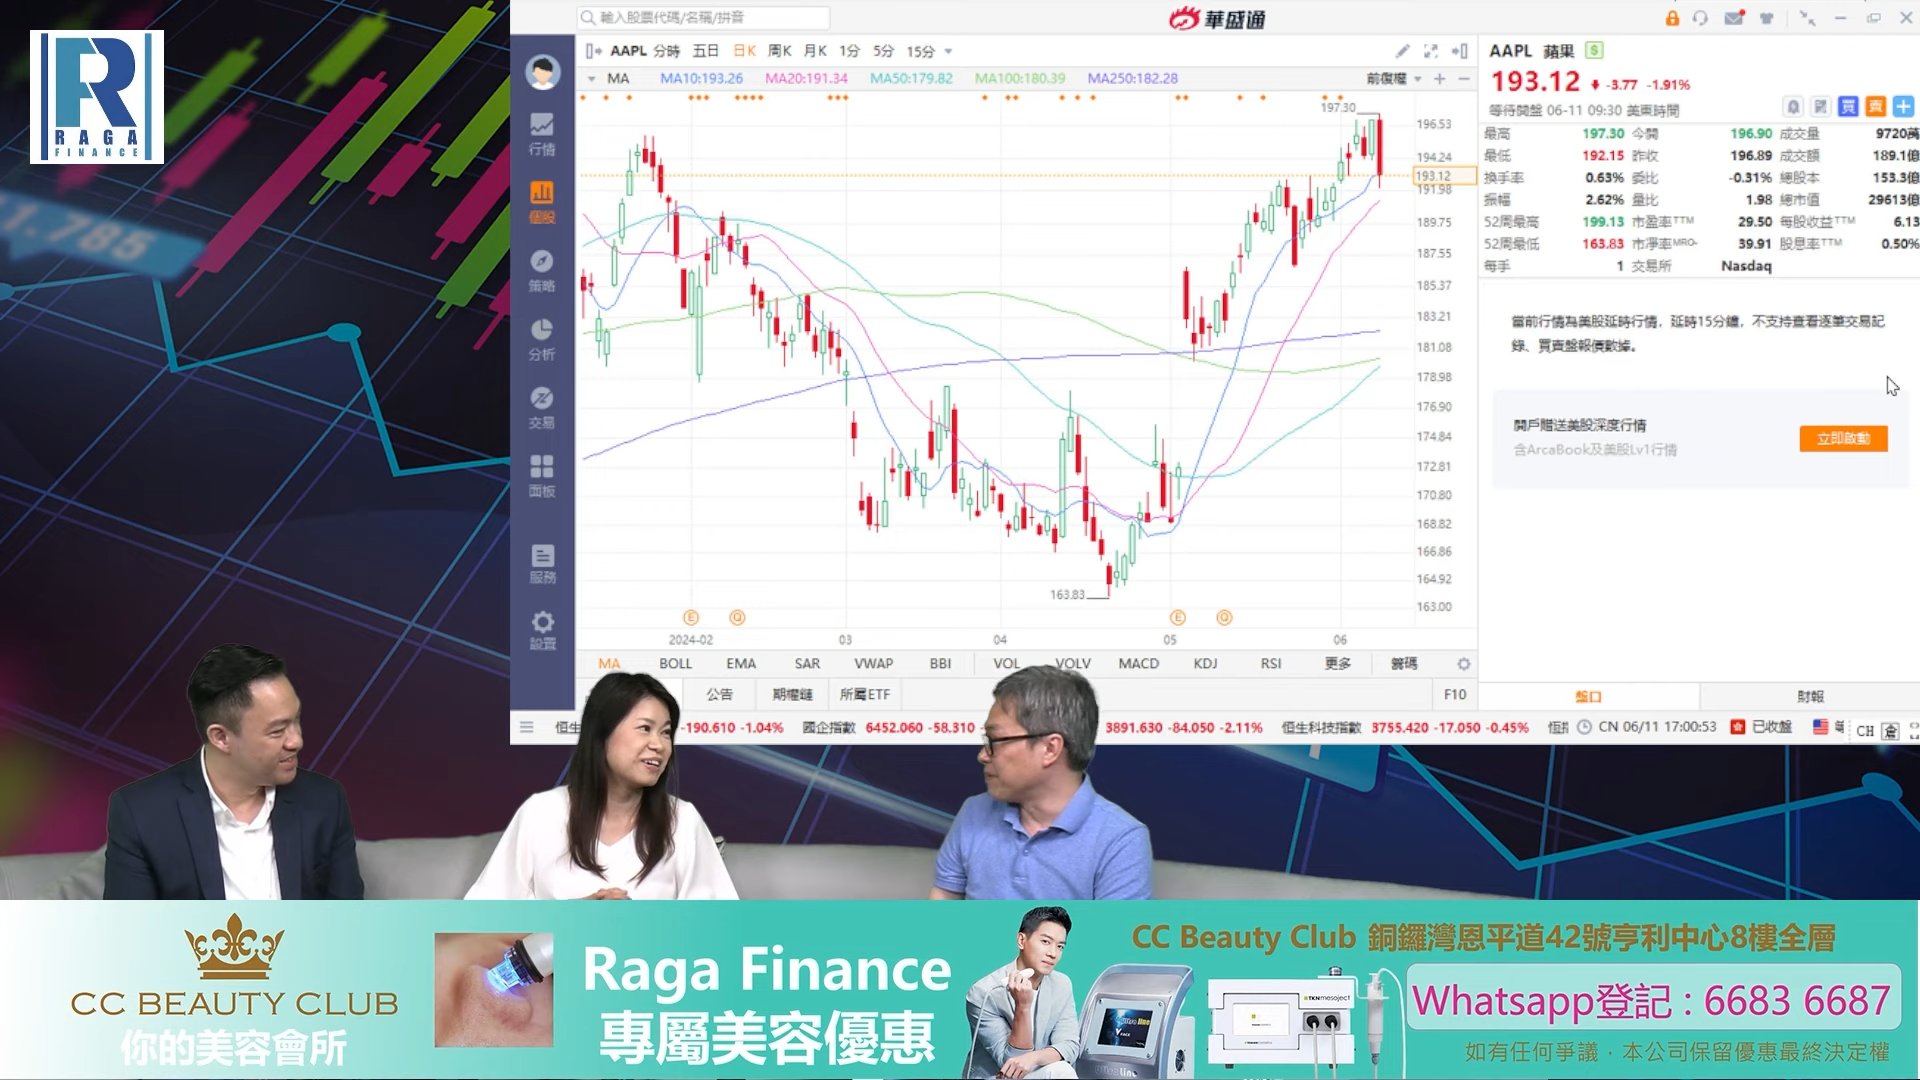 RAGA
FINANCE
輸入股票代碼/名稱/拼音
華盛通
AAPL 分時 五日 日K 周K 月K 1分 5分 15分
MA MA10:193.26 MA20:191.34 MA50:179.82 MA100:180.39 MA250:182.28 前復權
行情
個股
策略
分析
交易
面板
服務
設置
197.30
163.83
196.53
194.24
193.12
191.98
189.75
187.55
185.37
183.21
181.08
178.98
176.90
174.84
172.81
170.80
168.82
166.86
164.92
163.00
E Q E Q
2024-02 03 04 05 06
MA BOLL EMA SAR VWAP BBI VOL VOLV MACD KDJ RSI 更多 籌碼
公告 期權鏈 所屬ETF F10
AAPL 蘋果 S
193.12 -3.77 -1.91%
等待開盤 06-11 09:30 美東時間
買 賣
最高 197.30 今開 196.90 成交量 9720萬
最低 192.15 昨收 196.89 成交額 189.1億
換手率 0.63% 委比 -0.31% 總股本 153.3億
振幅 2.62% 量比 1.98 總市值 29613億
52周最高 199.13 市盈率TTM 29.50 每股收益TTM 6.13
52周最低 163.83 市淨率MRQ 39.91 股息率TTM 0.50%
每手 1 交易所 Nasdaq
當前行情為美股延時行情，延時15分鐘，不支持查看逐筆交易記
錄、買賣盤報價數據。
開戶贈送美股深度行情
含ArcaBook及美股Lv1行情
立即啟動
盤口 財報
恒生 -190.610 -1.04% 國企指數 6452.060 -58.310 3891.630 -84.050 -2.11% 恒生科技指數 3755.420 -17.050 -0.45% CN 06/11 17:00:53 已收盤 CH 倉
CC BEAUTY CLUB
你的美容會所
Raga Finance
專屬美容優惠
CC Beauty Club 銅鑼灣恩平道42號亨利中心8樓全層
Whatsapp登記 : 6683 6687
如有任何爭議，本公司保留優惠最終決定權
TKNmesoject